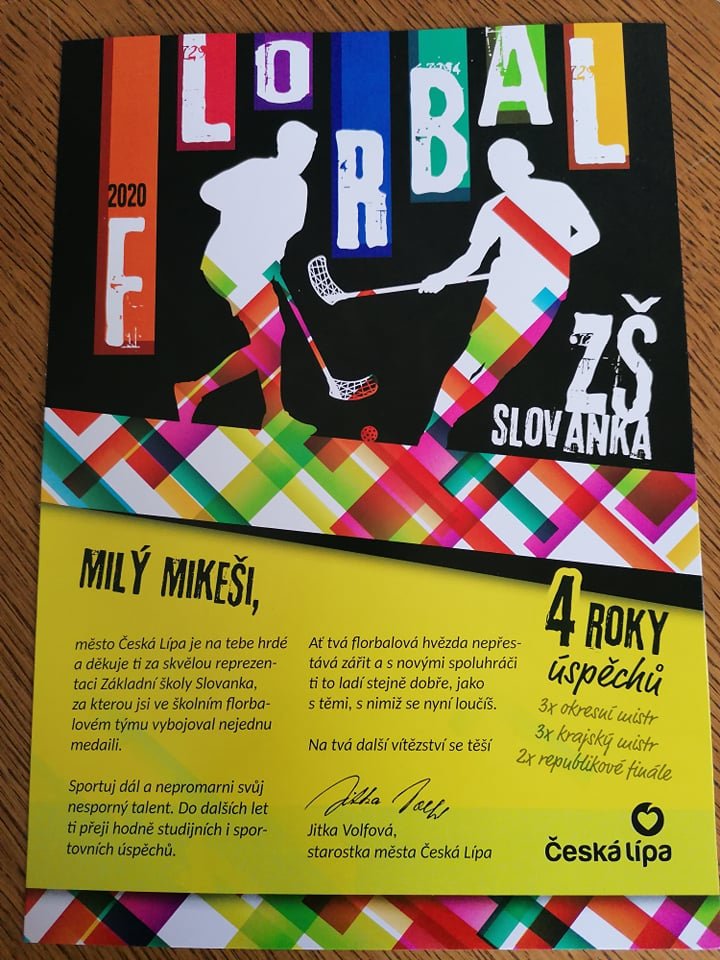 FLORBAL
2020
ZŠ
SLOVANKA
MILÝ MIKEŠI,
město Česká Lípa je na tebe hrdé
a děkuje ti za skvělou reprezen-
taci Základní školy Slovanka,
za kterou jsi ve školním florba-
lovém týmu vybojoval nejednu
medaili.
Sportuj dál a nepromarni svůj
nesporný talent. Do dalších let
ti přeji hodně studijních i spor-
tovních úspěchů.
Ať tvá florbalová hvězda nepřes-
tává zářit a s novými spoluhráči
ti to ladí stejně dobře, jako
s těmi, s nimiž se nyní loučíš.
Na tvá další vítězství se těší
Jitka Volfová,
starostka města Česká Lípa
4 ROKY
úspěchů
3x okresní mistr
3x krajský mistr
2x republikové finále
Česká Lípa